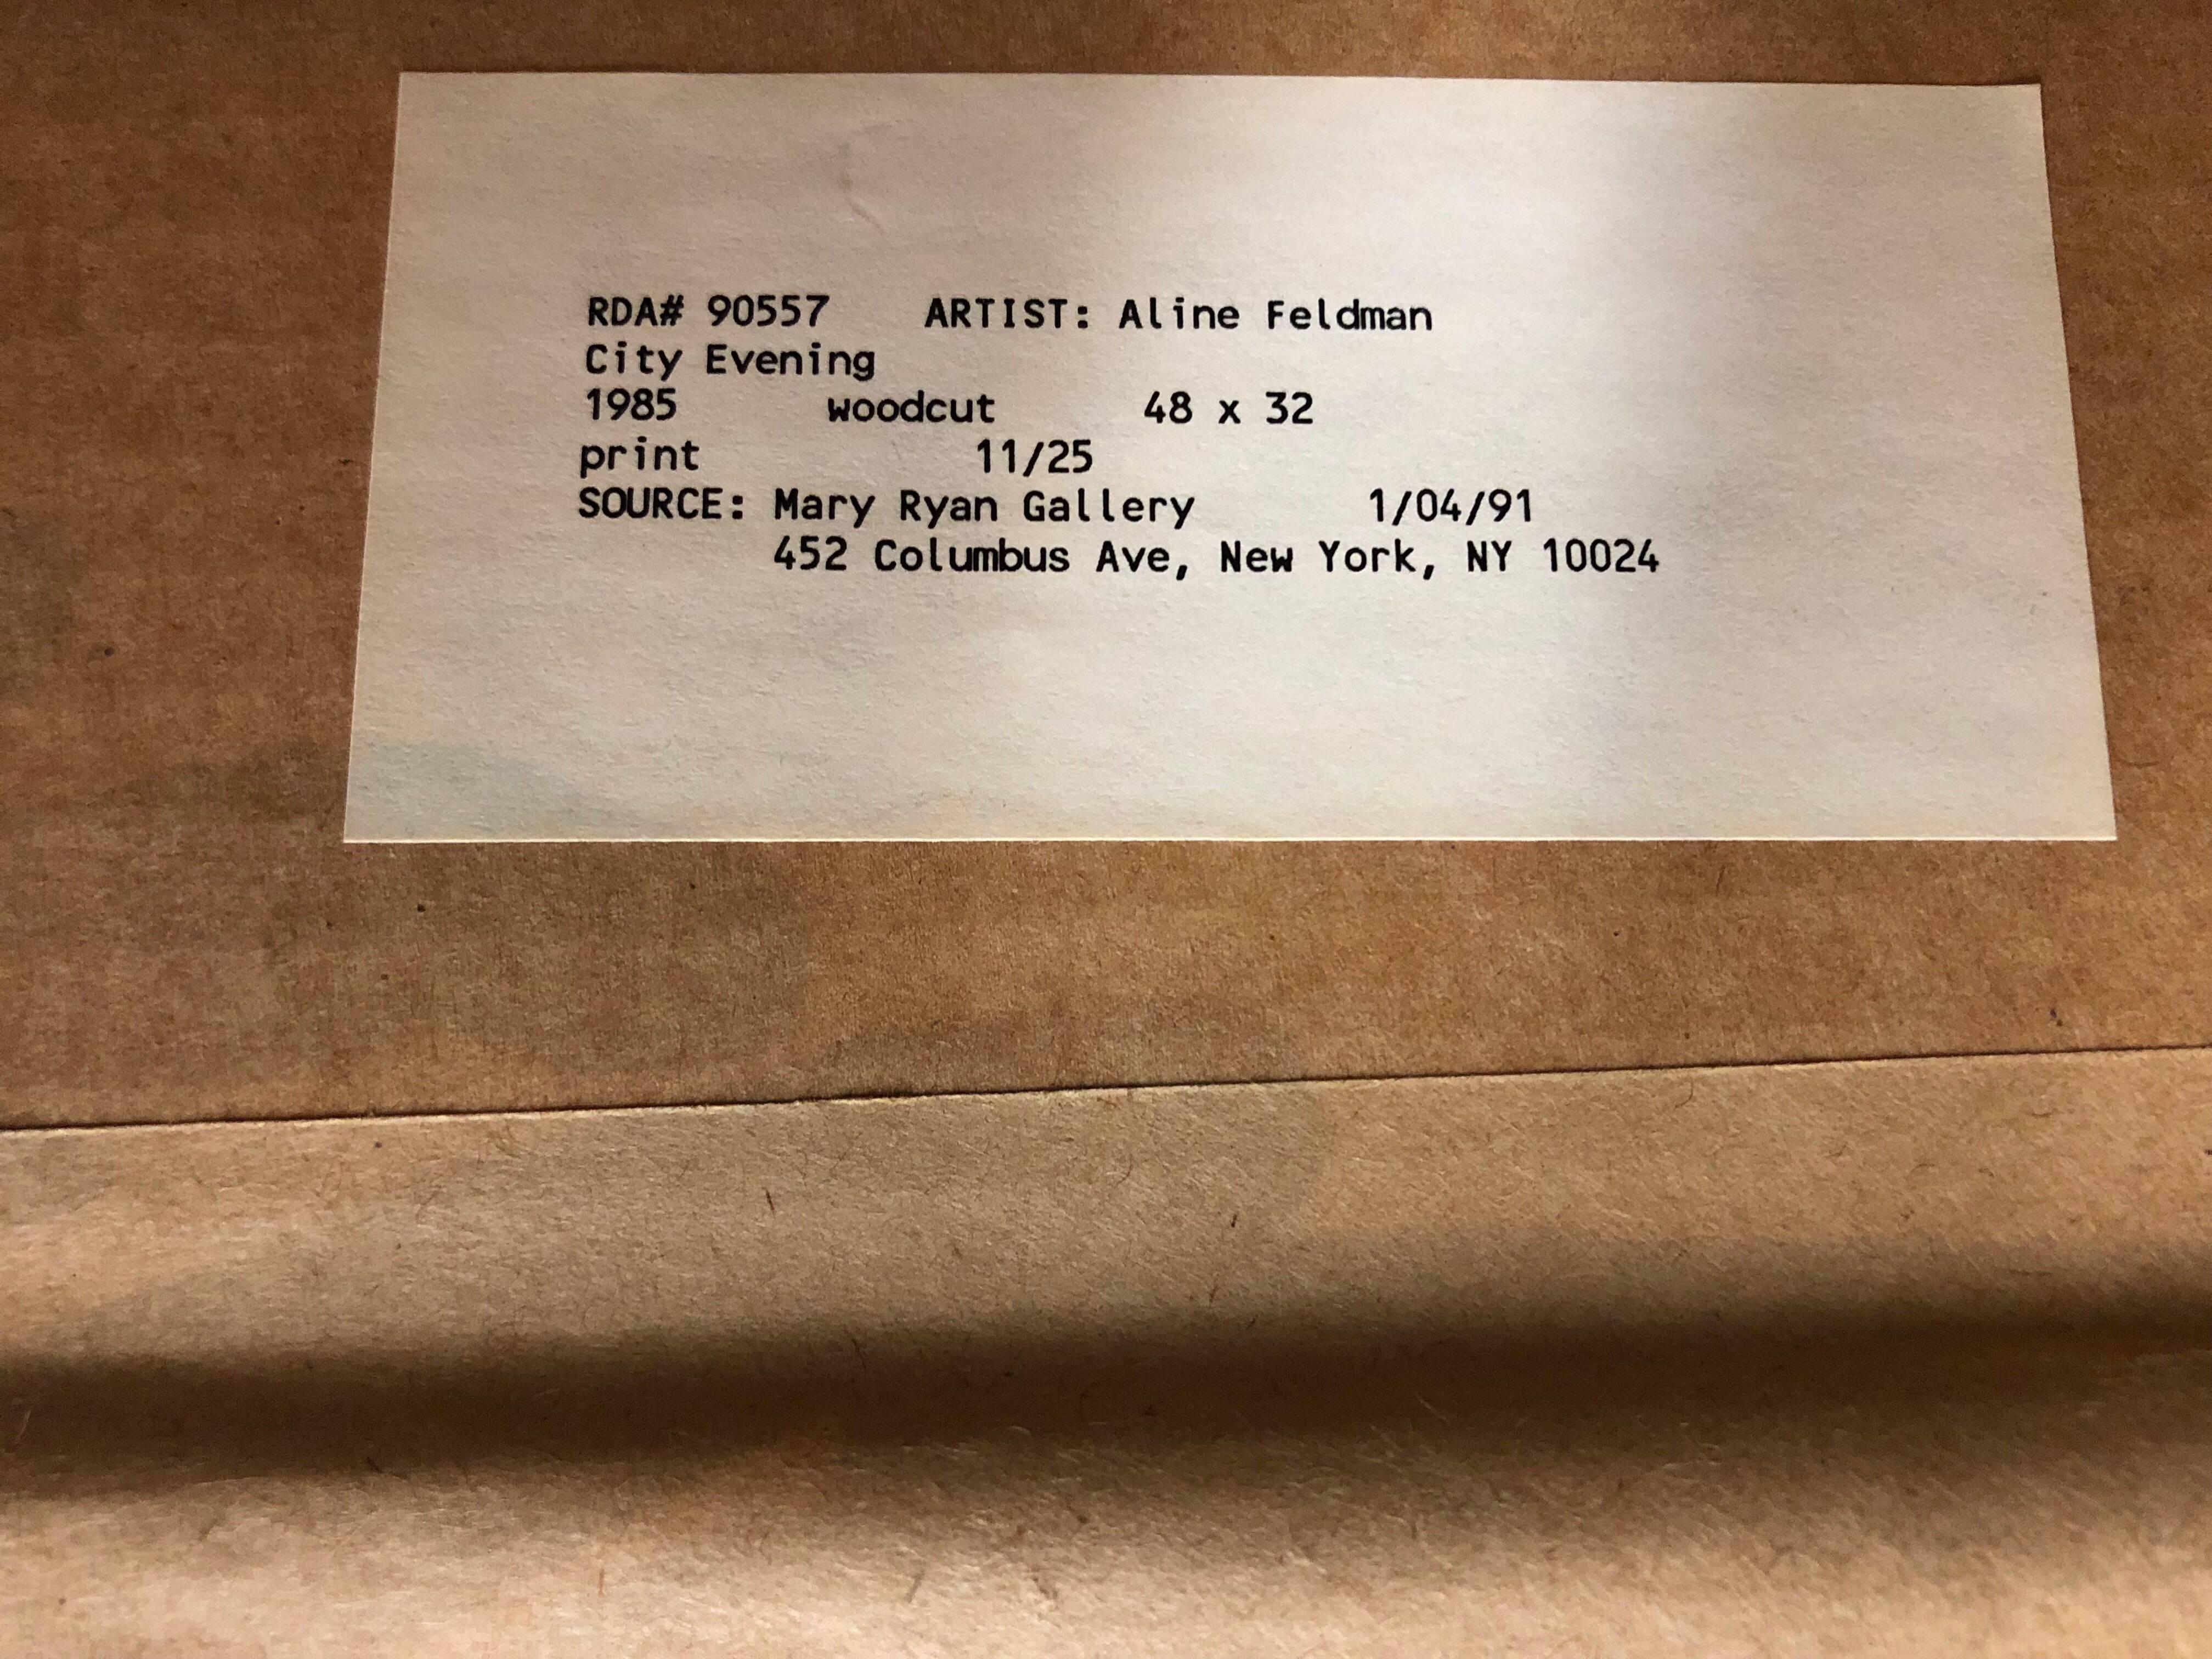 RDA# 90557 ARTIST: Aline Feldman
City Evening
1985 woodcut 48 x 32
print 11/25
SOURCE: Mary Ryan Gallery 1/04/91
452 Columbus Ave, New York, NY 10024